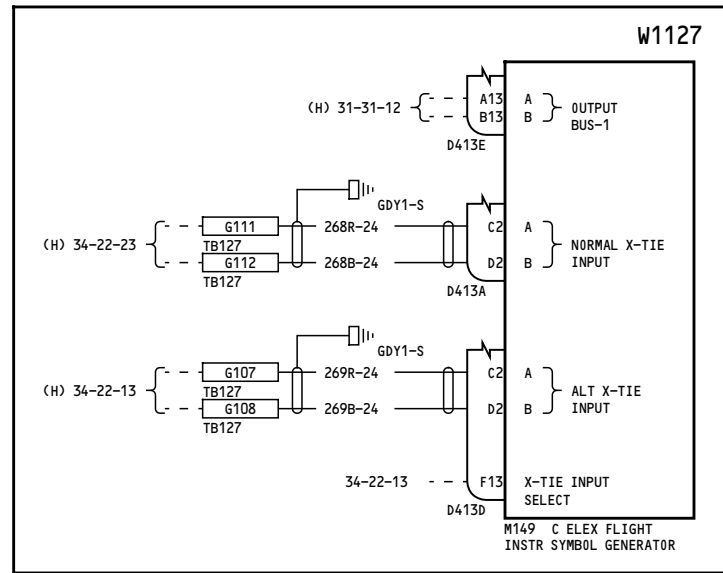 W1127
(H) 31-31-12
A13 A
B13 B
OUTPUT
BUS-1
D413E
GDY1-S
(H) 34-22-23
G111
TB127
268R-24
C2 A
G112
TB127
268B-24
D2 B
NORMAL X-TIE
INPUT
D413A
GDY1-S
(H) 34-22-13
G107
TB127
269R-24
C2 A
G108
TB127
269B-24
D2 B
ALT X-TIE
INPUT
34-22-13
F13 X-TIE INPUT
SELECT
D413D
M149 C ELEX FLIGHT
INSTR SYMBOL GENERATOR